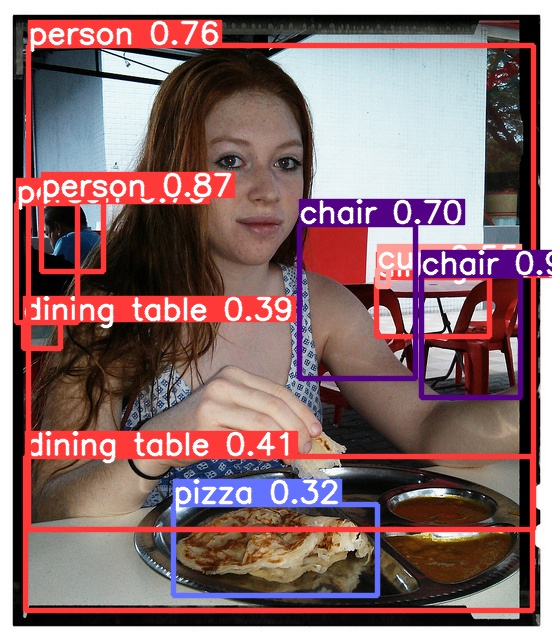 person 0.76
person 0.87
chair 0.70
chair 0.9
dining table 0.39
dining table 0.41
pizza 0.32